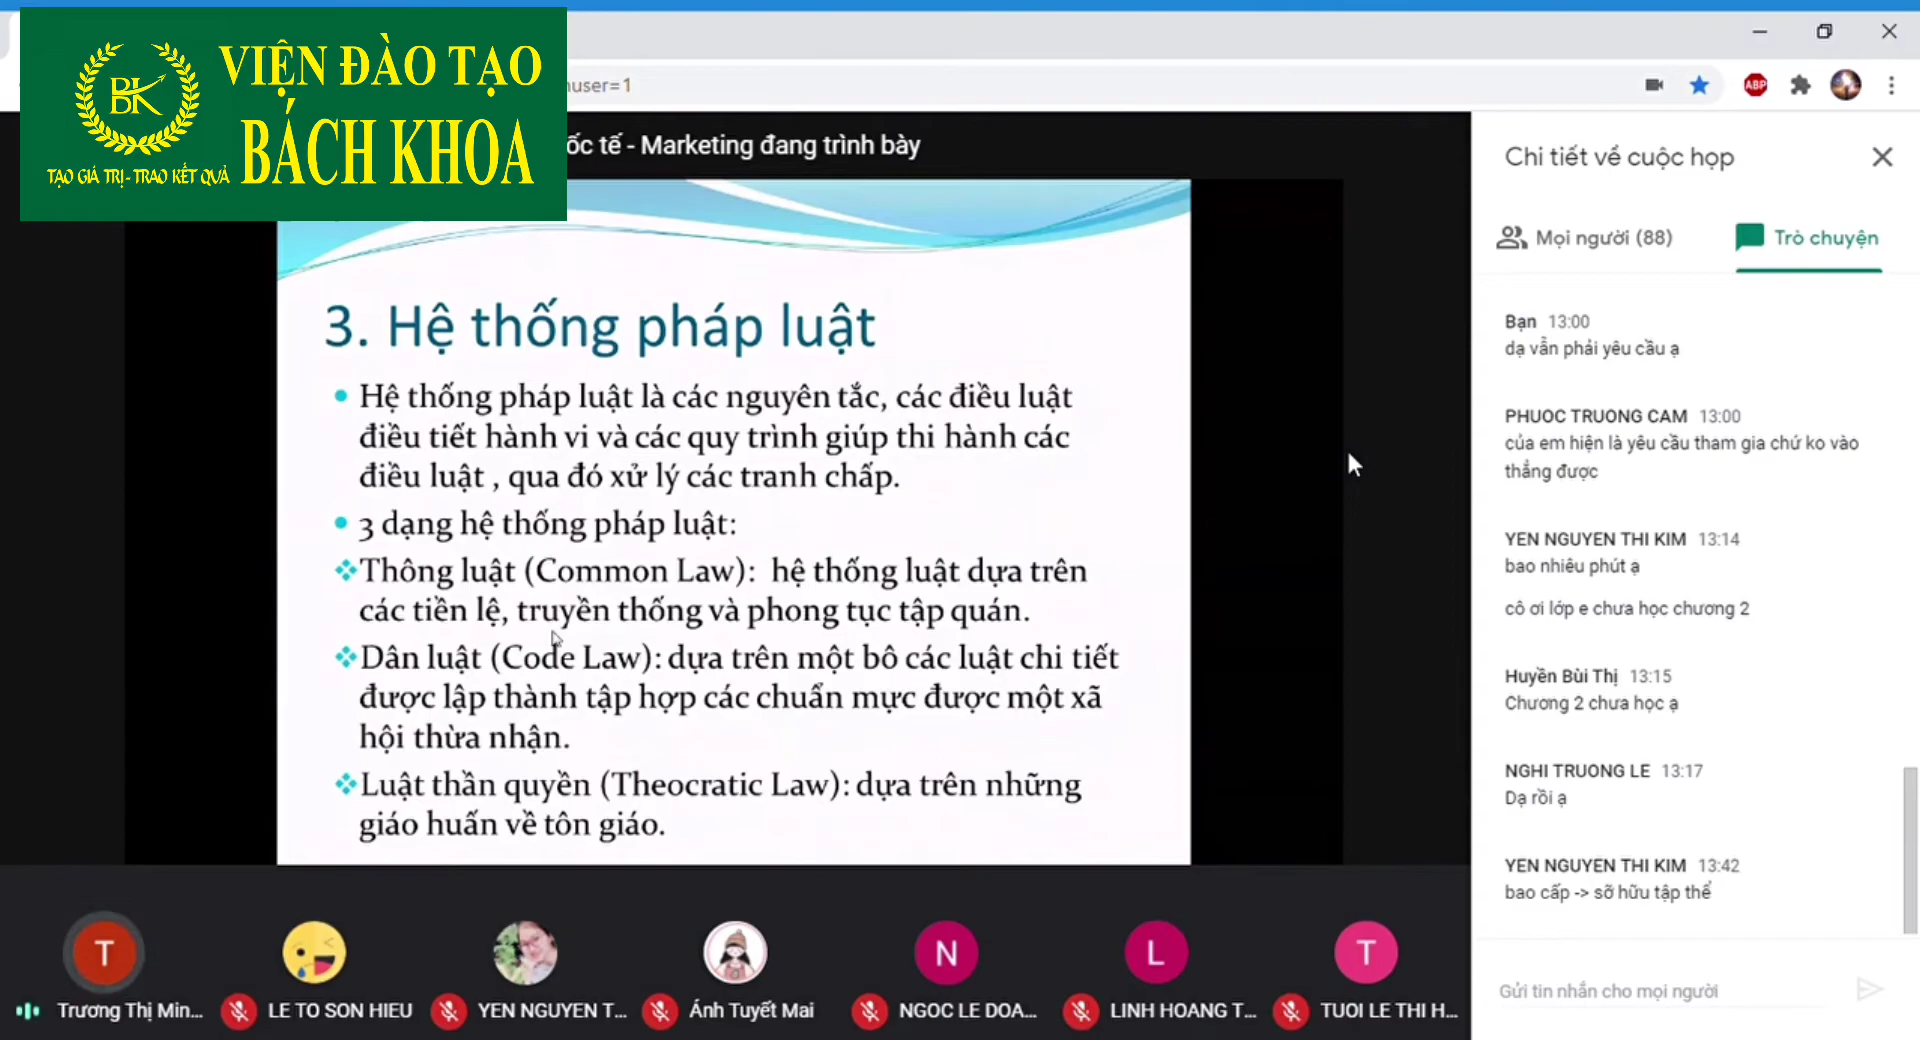 BK
VIỆN ĐÀO TẠO
BÁCH KHOA
TẠO GIÁ TRỊ - TRAO KẾT QUẢ
user=1
ABP
ốc tế - Marketing đang trình bày
3. Hệ thống pháp luật
Hệ thống pháp luật là các nguyên tắc, các điều luật
điều tiết hành vi và các quy trình giúp thi hành các
điều luật , qua đó xử lý các tranh chấp.
3 dạng hệ thống pháp luật:
Thông luật (Common Law): hệ thống luật dựa trên
các tiền lệ, truyền thống và phong tục tập quán.
Dân luật (Code Law): dựa trên một bô các luật chi tiết
được lập thành tập hợp các chuẩn mực được một xã
hội thừa nhận.
Luật thần quyền (Theocratic Law): dựa trên những
giáo huấn về tôn giáo.
T
N
L
T
Trương Thị Min...
LE TO SON HIEU
YEN NGUYEN T...
Ánh Tuyết Mai
NGOC LE DOA...
LINH HOANG T...
TUOI LE THI H...
Chi tiết về cuộc họp
Mọi người (88)
Trò chuyện
Bạn 13:00
dạ vẫn phải yêu cầu ạ
PHUOC TRUONG CAM 13:00
của em hiện là yêu cầu tham gia chứ ko vào
thẳng được
YEN NGUYEN THI KIM 13:14
bao nhiêu phút ạ
cô ơi lớp e chưa học chương 2
Huyền Bùi Thị 13:15
Chương 2 chưa học ạ
NGHI TRUONG LE 13:17
Dạ rồi ạ
YEN NGUYEN THI KIM 13:42
bao cấp -> sỡ hữu tập thể
Gửi tin nhắn cho mọi người